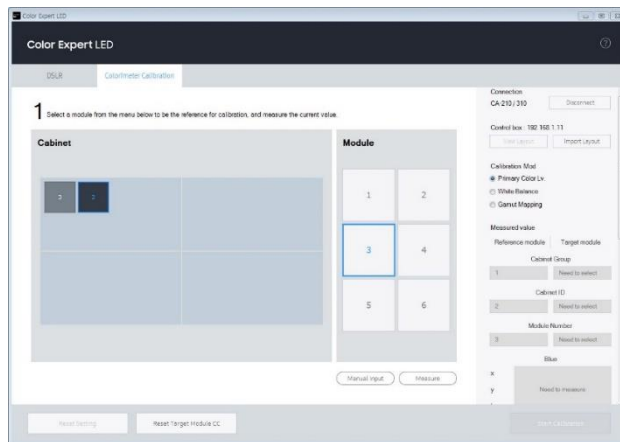 Color Expert LED
Color Expert LED
DSLR
Colorimeter Calibration
1 Select a module from the menu below to be the reference for calibration, and measure the current value.
Cabinet
Module
2
1 2
3 4
5 6
Manual input Measure
Connection
CA-210 / 310 Disconnect
Control box : 192.168.1.11
View Layout Import Layout
Calibration Mod
Primary Color Lv.
White Balance
Gamut Mapping
Measured value
Reference module Target module
Cabinet Group
1 Need to select
Cabinet ID
2 Need to select
Module Number
3 Need to select
Blue
x
y Need to measure
Reset Setting Reset Target Module CC Start Calibration